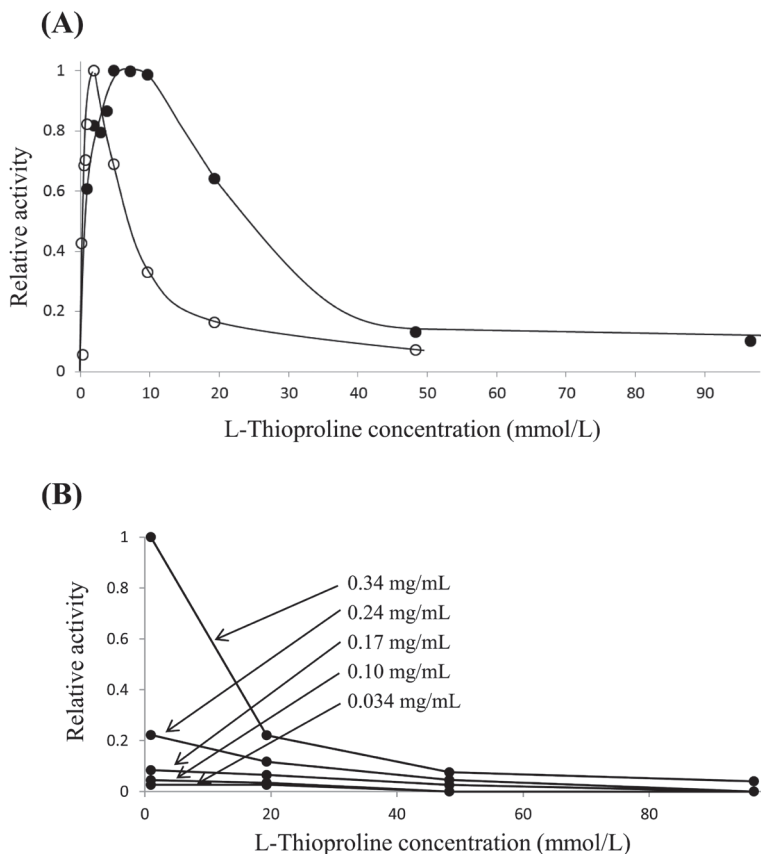 (A)
Relative activity
1
0.8
0.6
0.4
0.2
0
0 10 20 30 40 50 60 70 80 90
L-Thioproline concentration (mmol/L)
(B)
Relative activity
1
0.8
0.6
0.4
0.2
0
0.34 mg/mL
0.24 mg/mL
0.17 mg/mL
0.10 mg/mL
0.034 mg/mL
0 20 40 60 80
L-Thioproline concentration (mmol/L)